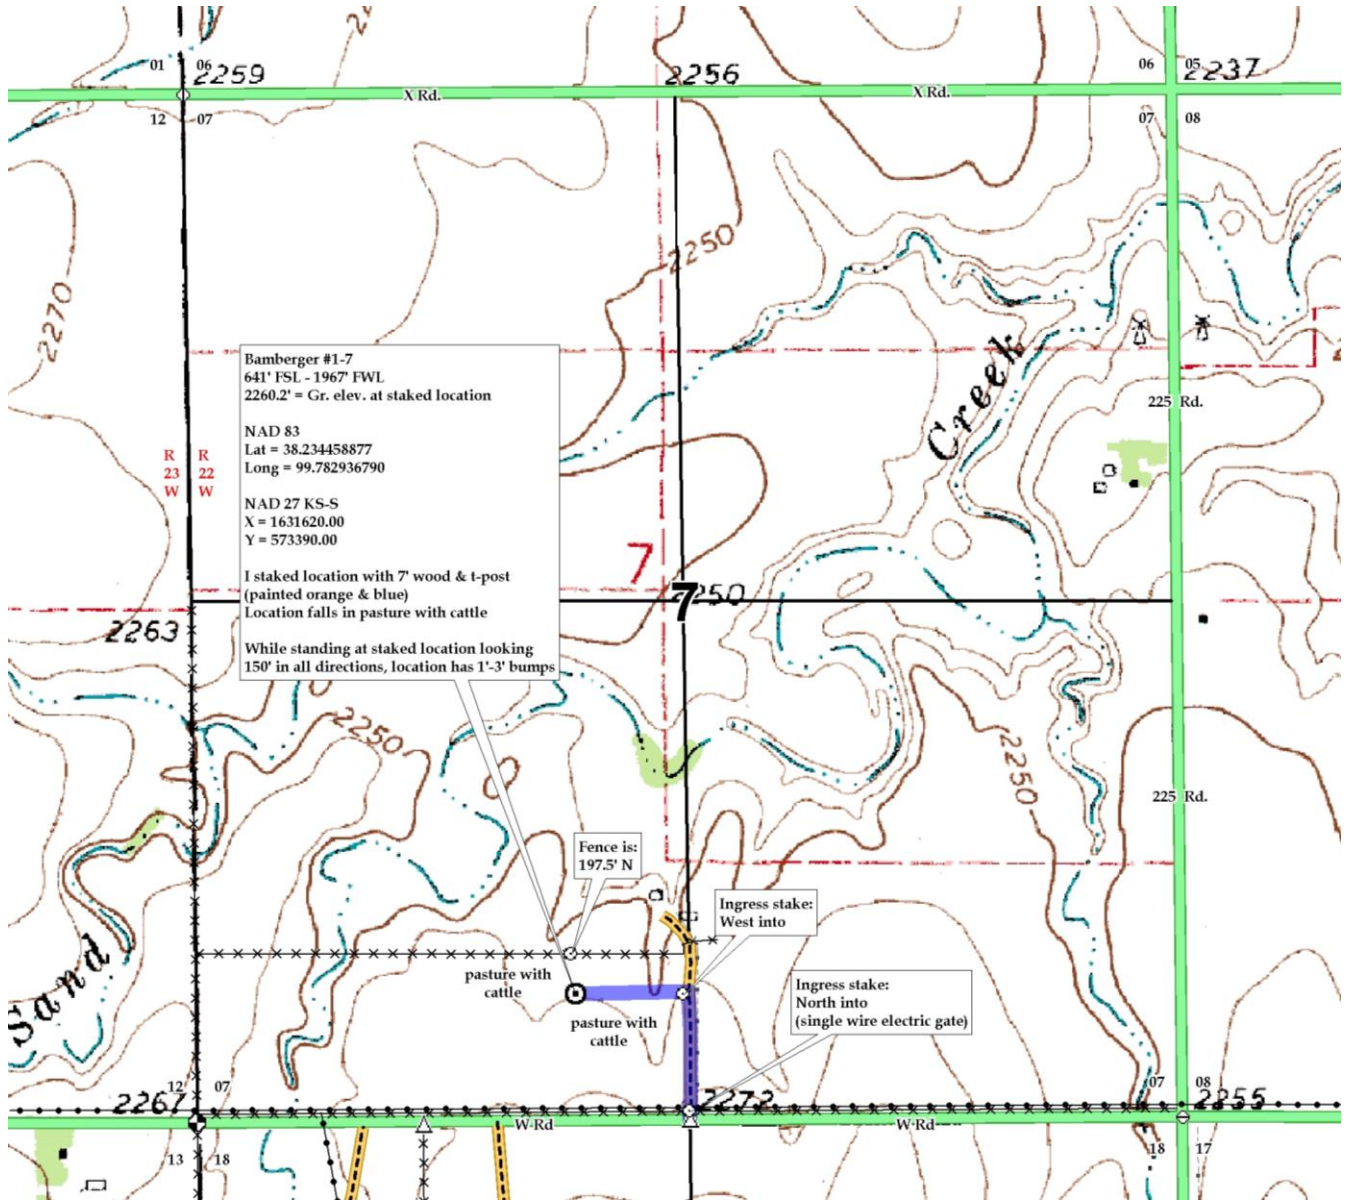 01 06
2259
2256
06 05
2237
X Rd.
X Rd.
12 07
07 08
2250
2270
Creek
225 Rd.
Bamberger #1-7
641' FSL - 1967' FWL
2260.2' = Gr. elev. at staked location
NAD 83
Lat = 38.234458877
Long = 99.782936790
NAD 27 KS-S
X = 1631620.00
Y = 573390.00
I staked location with 7' wood & t-post
(painted orange & blue)
Location falls in pasture with cattle
While standing at staked location looking
150' in all directions, location has 1'-3' bumps
R R
23 22
W W
7
7
2250
2263
2250
2250
225 Rd.
Fence is:
197.5' N
Ingress stake:
West into
pasture with
cattle
Ingress stake:
North into
(single wire electric gate)
pasture with
cattle
Sand
12 07
07 08
2267
2272
2255
W Rd
W Rd
13 18
18 17